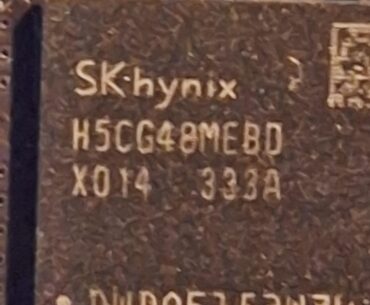 SK hynix
H5CG48MEBD
X014 333A